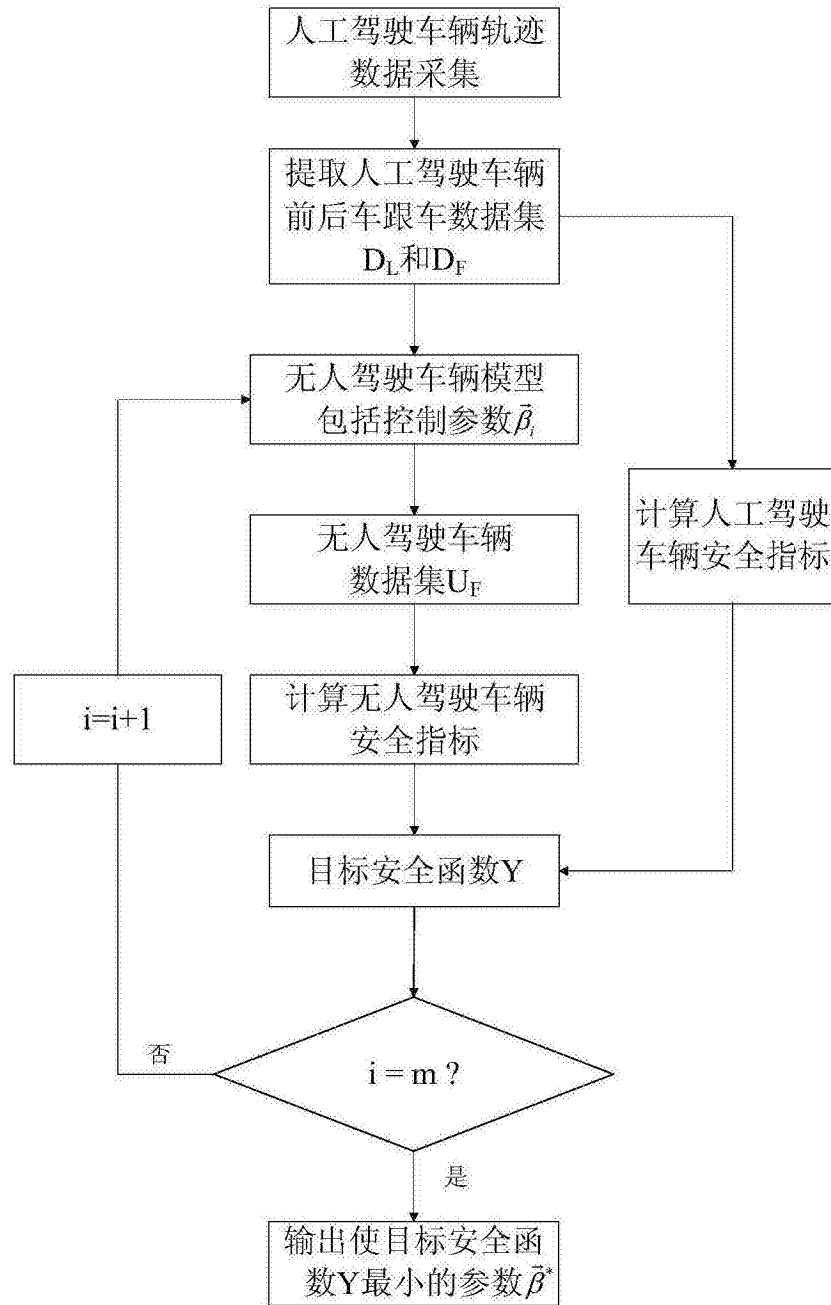 人工驾驶车辆轨迹
数据采集
提取人工驾驶车辆
前后车跟车数据集
D_L和D_F
无人驾驶车辆模型
包括控制参数β⃗_i
无人驾驶车辆
数据集U_F
计算人工驾驶
车辆安全指标
i=i+1
计算无人驾驶车辆
安全指标
目标安全函数Y
否
i = m ?
是
输出使目标安全函
数Y最小的参数β⃗*